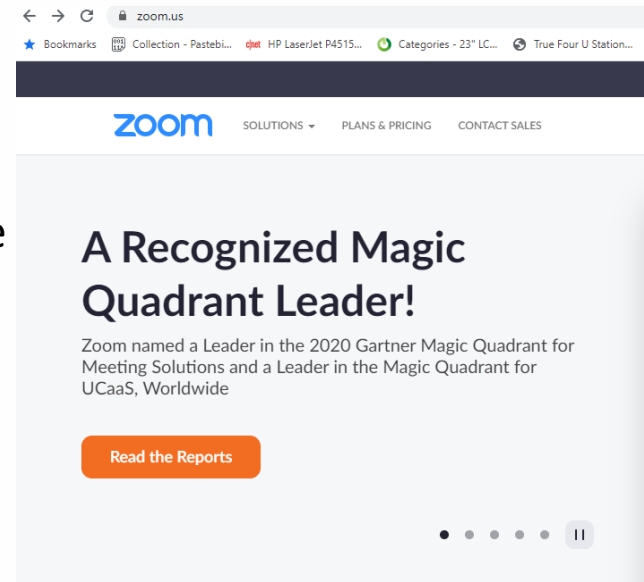 zoom.us
Bookmarks Collection - Pastebi... cnet HP LaserJet P4515... Categories - 23" LC... True Four U Station...
zoom SOLUTIONS PLANS & PRICING CONTACT SALES
e
A Recognized Magic
Quadrant Leader!
Zoom named a Leader in the 2020 Gartner Magic Quadrant for
Meeting Solutions and a Leader in the Magic Quadrant for
UCaaS, Worldwide
Read the Reports